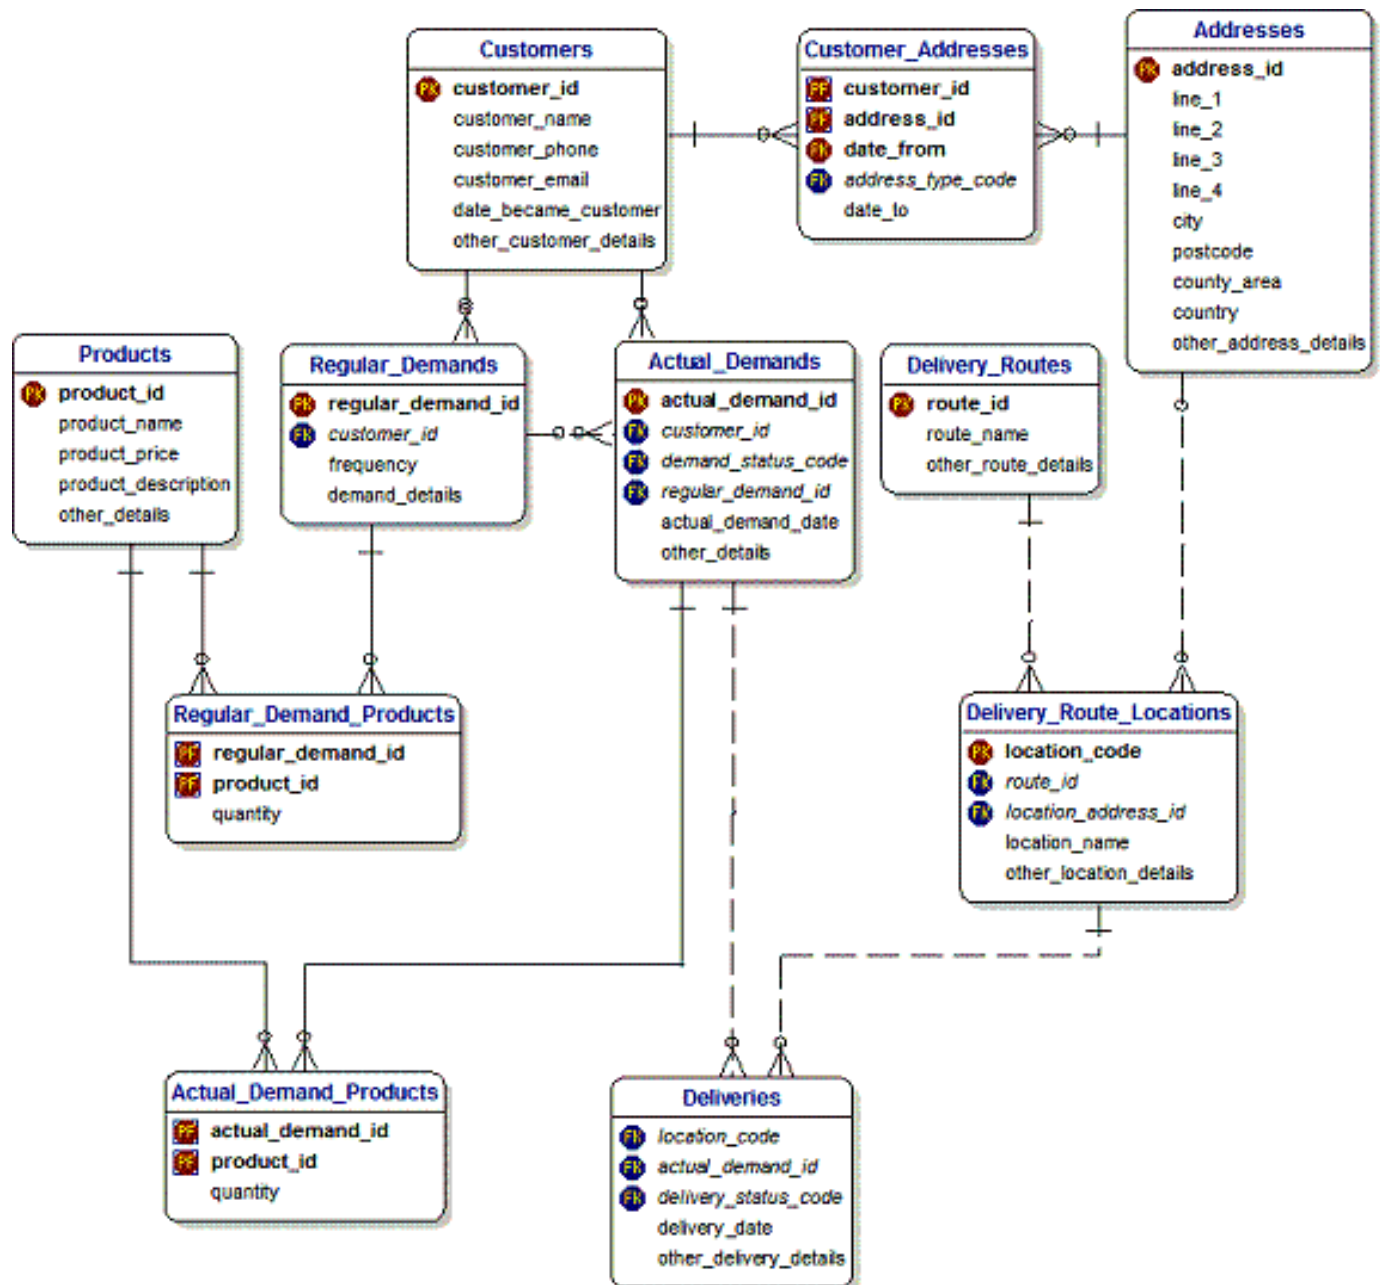 Customers
PK customer_id
customer_name
customer_phone
customer_email
date_became_customer
other_customer_details
Customer_Addresses
PF customer_id
PF address_id
PK date_from
FK address_type_code
date_to
Addresses
PK address_id
line_1
line_2
line_3
line_4
city
postcode
county_area
country
other_address_details
Products
PK product_id
product_name
product_price
product_description
other_details
Regular_Demands
PK regular_demand_id
FK customer_id
frequency
demand_details
Actual_Demands
PK actual_demand_id
FK customer_id
FK demand_status_code
FK regular_demand_id
actual_demand_date
other_details
Delivery_Routes
PK route_id
route_name
other_route_details
Regular_Demand_Products
PF regular_demand_id
PF product_id
quantity
Delivery_Route_Locations
PK location_code
FK route_id
FK location_address_id
location_name
other_location_details
Actual_Demand_Products
PF actual_demand_id
PF product_id
quantity
Deliveries
FK location_code
FK actual_demand_id
FK delivery_status_code
delivery_date
other_delivery_details